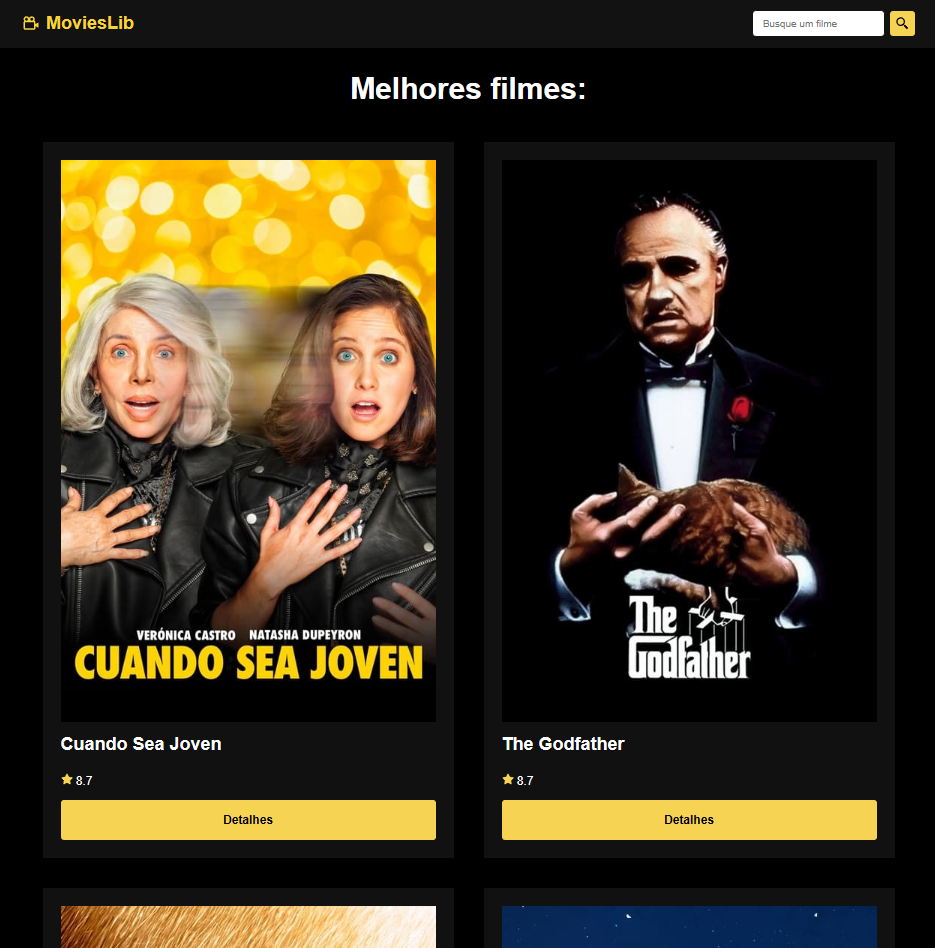 MoviesLib
Busque um filme
Melhores filmes:
VERÓNICA CASTRO NATASHA DUPEYRON
CUANDO SEA JOVEN
The
Godfather
Cuando Sea Joven
8.7
Detalhes
The Godfather
8.7
Detalhes